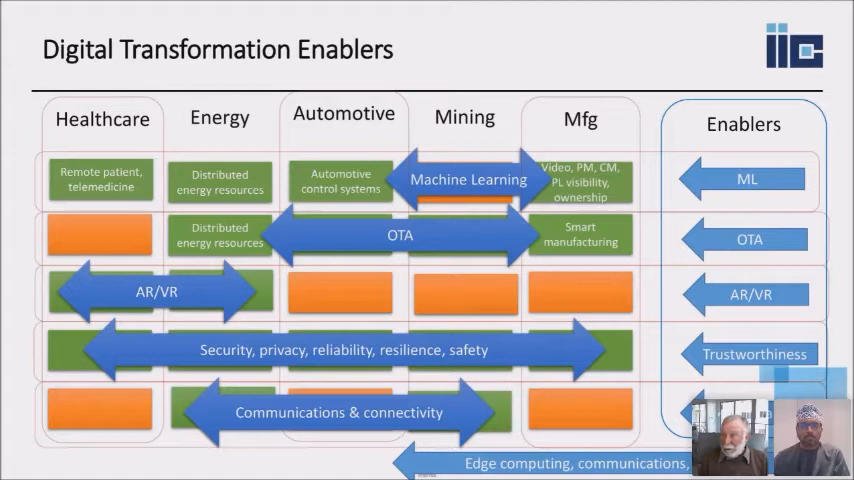 Digital Transformation Enablers
iic
Healthcare
Energy
Automotive
Mining
Mfg
Enablers
Remote patient,
telemedicine
Distributed
energy resources
Automotive
control systems
Machine Learning
Video, PM, CM,
PL visibility,
ownership
ML
Distributed
energy resources
OTA
Smart
manufacturing
OTA
AR/VR
AR/VR
Security, privacy, reliability, resilience, safety
Trustworthiness
Communications & connectivity
Edge computing, communications,